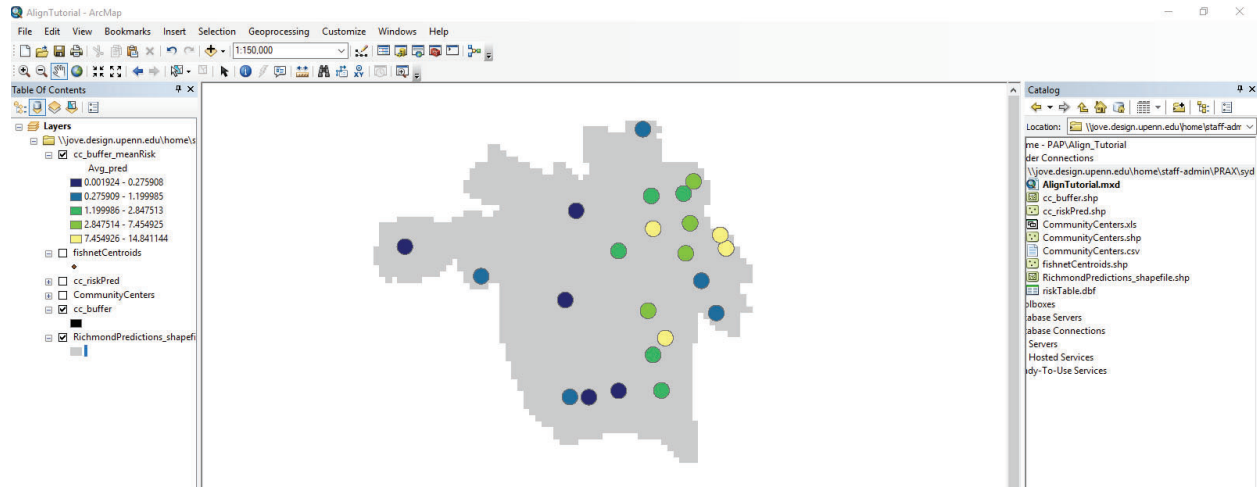 AlignTutorial - ArcMap
File Edit View Bookmarks Insert Selection Geoprocessing Customize Windows Help
1:150,000
Table Of Contents
Layers
\\jove.design.upenn.edu\home\s
cc_buffer_meanRisk
Avg_pred
0.001924 - 0.275908
0.275909 - 1.199985
1.199986 - 2.847513
2.847514 - 7.454925
7.454926 - 14.841144
fishnetCentroids
cc_riskPred
CommunityCenters
cc_buffer
RichmondPredictions_shapefi
Catalog
Location: \\jove.design.upenn.edu\home\staff-adm
me - PAP\Align_Tutorial
der Connections
\\jove.design.upenn.edu\home\staff-admin\PRAX\syd
AlignTutorial.mxd
cc_buffer.shp
cc_riskPred.shp
CommunityCenters.xls
CommunityCenters.shp
CommunityCenters.csv
fishnetCentroids.shp
RichmondPredictions_shapefile.shp
riskTable.dbf
olboxes
tabase Servers
tabase Connections
Servers
Hosted Services
ady-To-Use Services